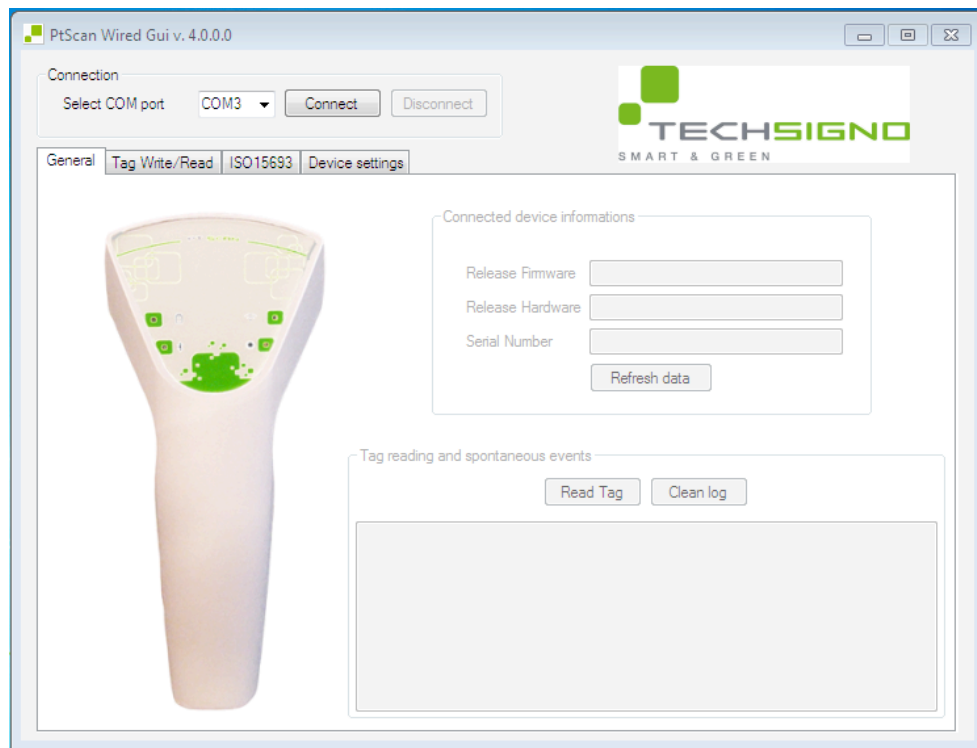 PtScan Wired Gui v. 4.0.0.0
Connection
Select COM port COM3 Connect Disconnect
TECHSIGNO
SMART & GREEN
General Tag Write/Read ISO15693 Device settings
Connected device informations
Release Firmware
Release Hardware
Serial Number
Refresh data
Tag reading and spontaneous events
Read Tag Clean log